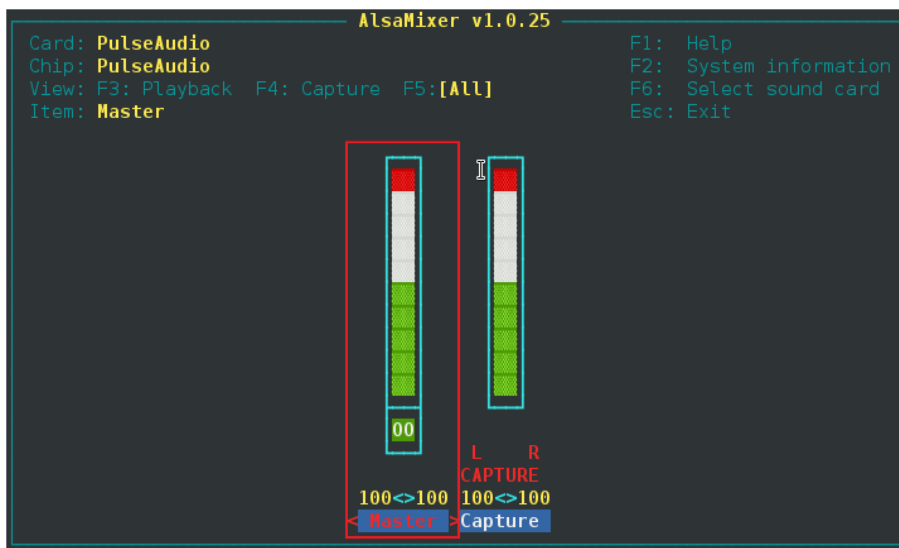 AlsaMixer v1.0.25
Card: PulseAudio F1: Help
Chip: PulseAudio F2: System information
View: F3: Playback F4: Capture F5:[All] F6: Select sound card
Item: Master Esc: Exit
OO
L R
CAPTURE
100<>100 100<>100
< Master >Capture